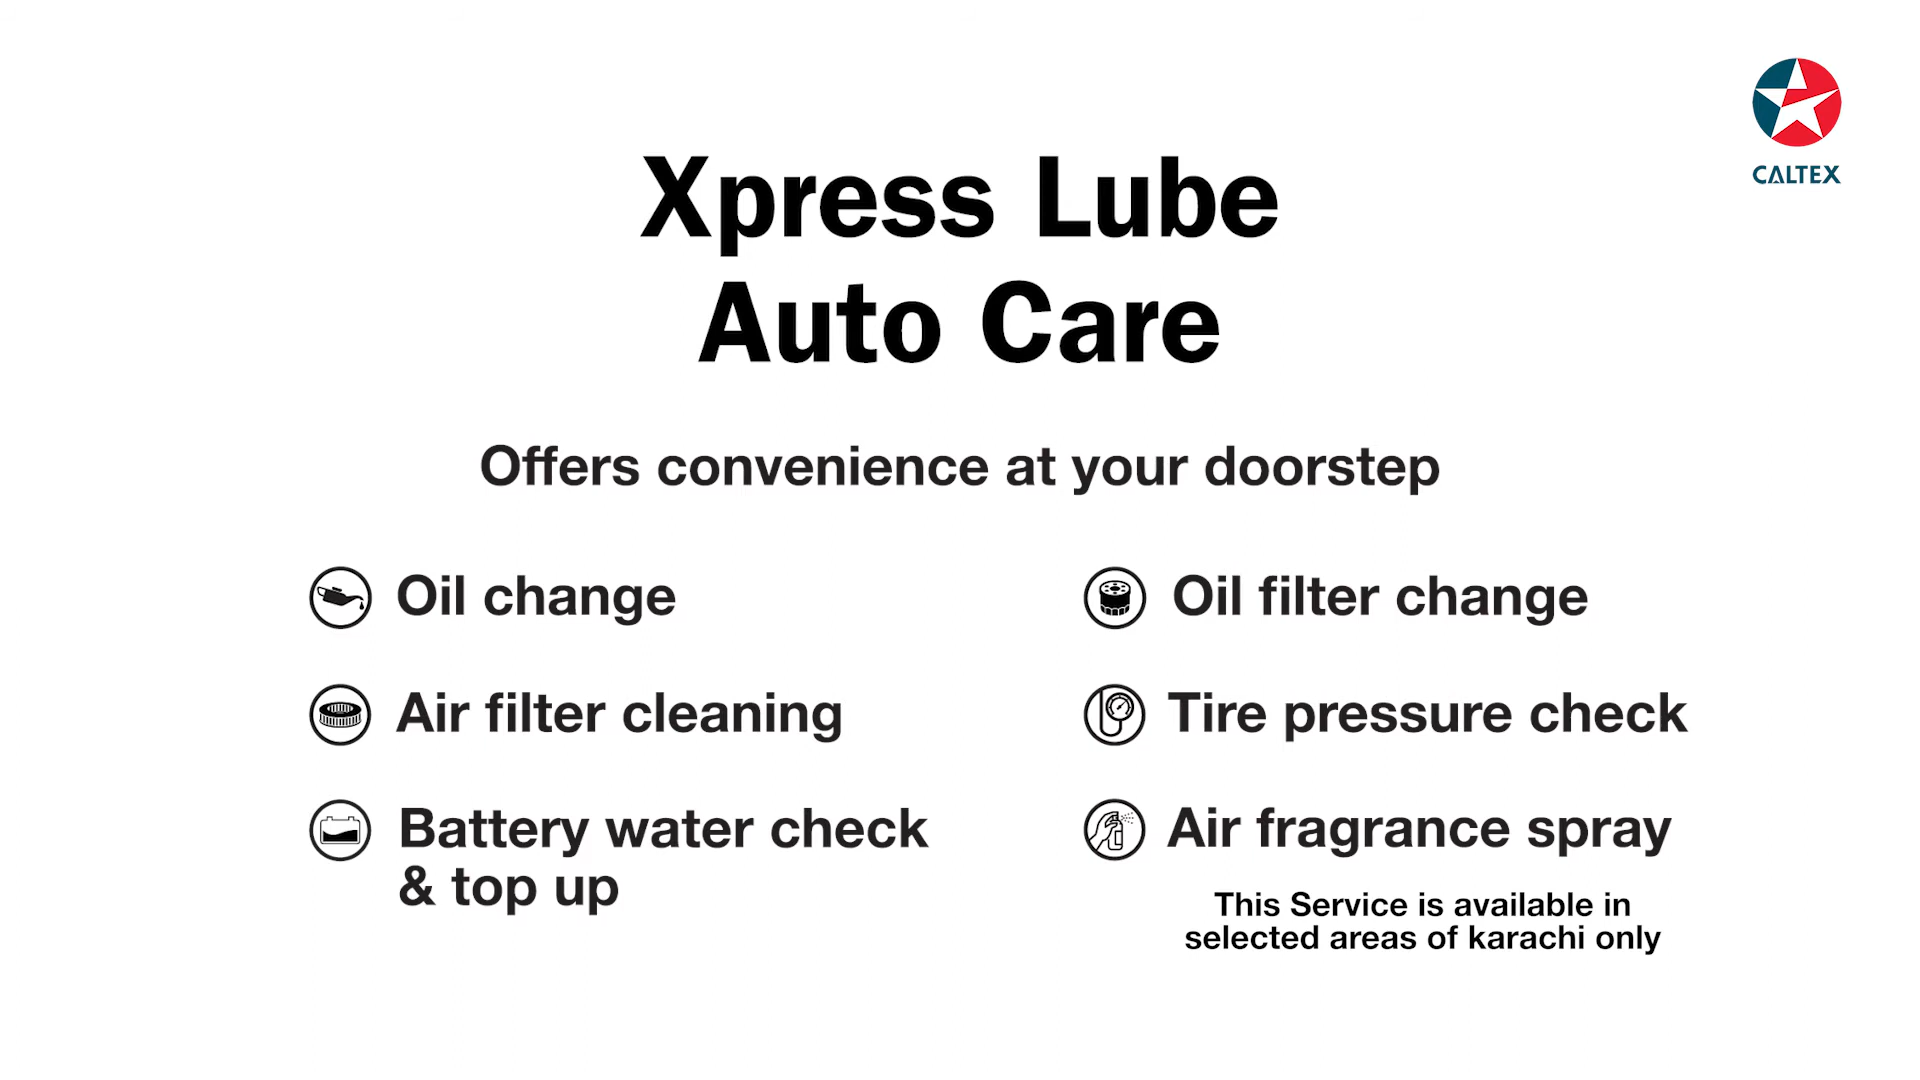 CALTEX
Xpress Lube
Auto Care
Offers convenience at your doorstep
Oil change
Oil filter change
Air filter cleaning
Tire pressure check
Battery water check
& top up
Air fragrance spray
This Service is available in
selected areas of karachi only